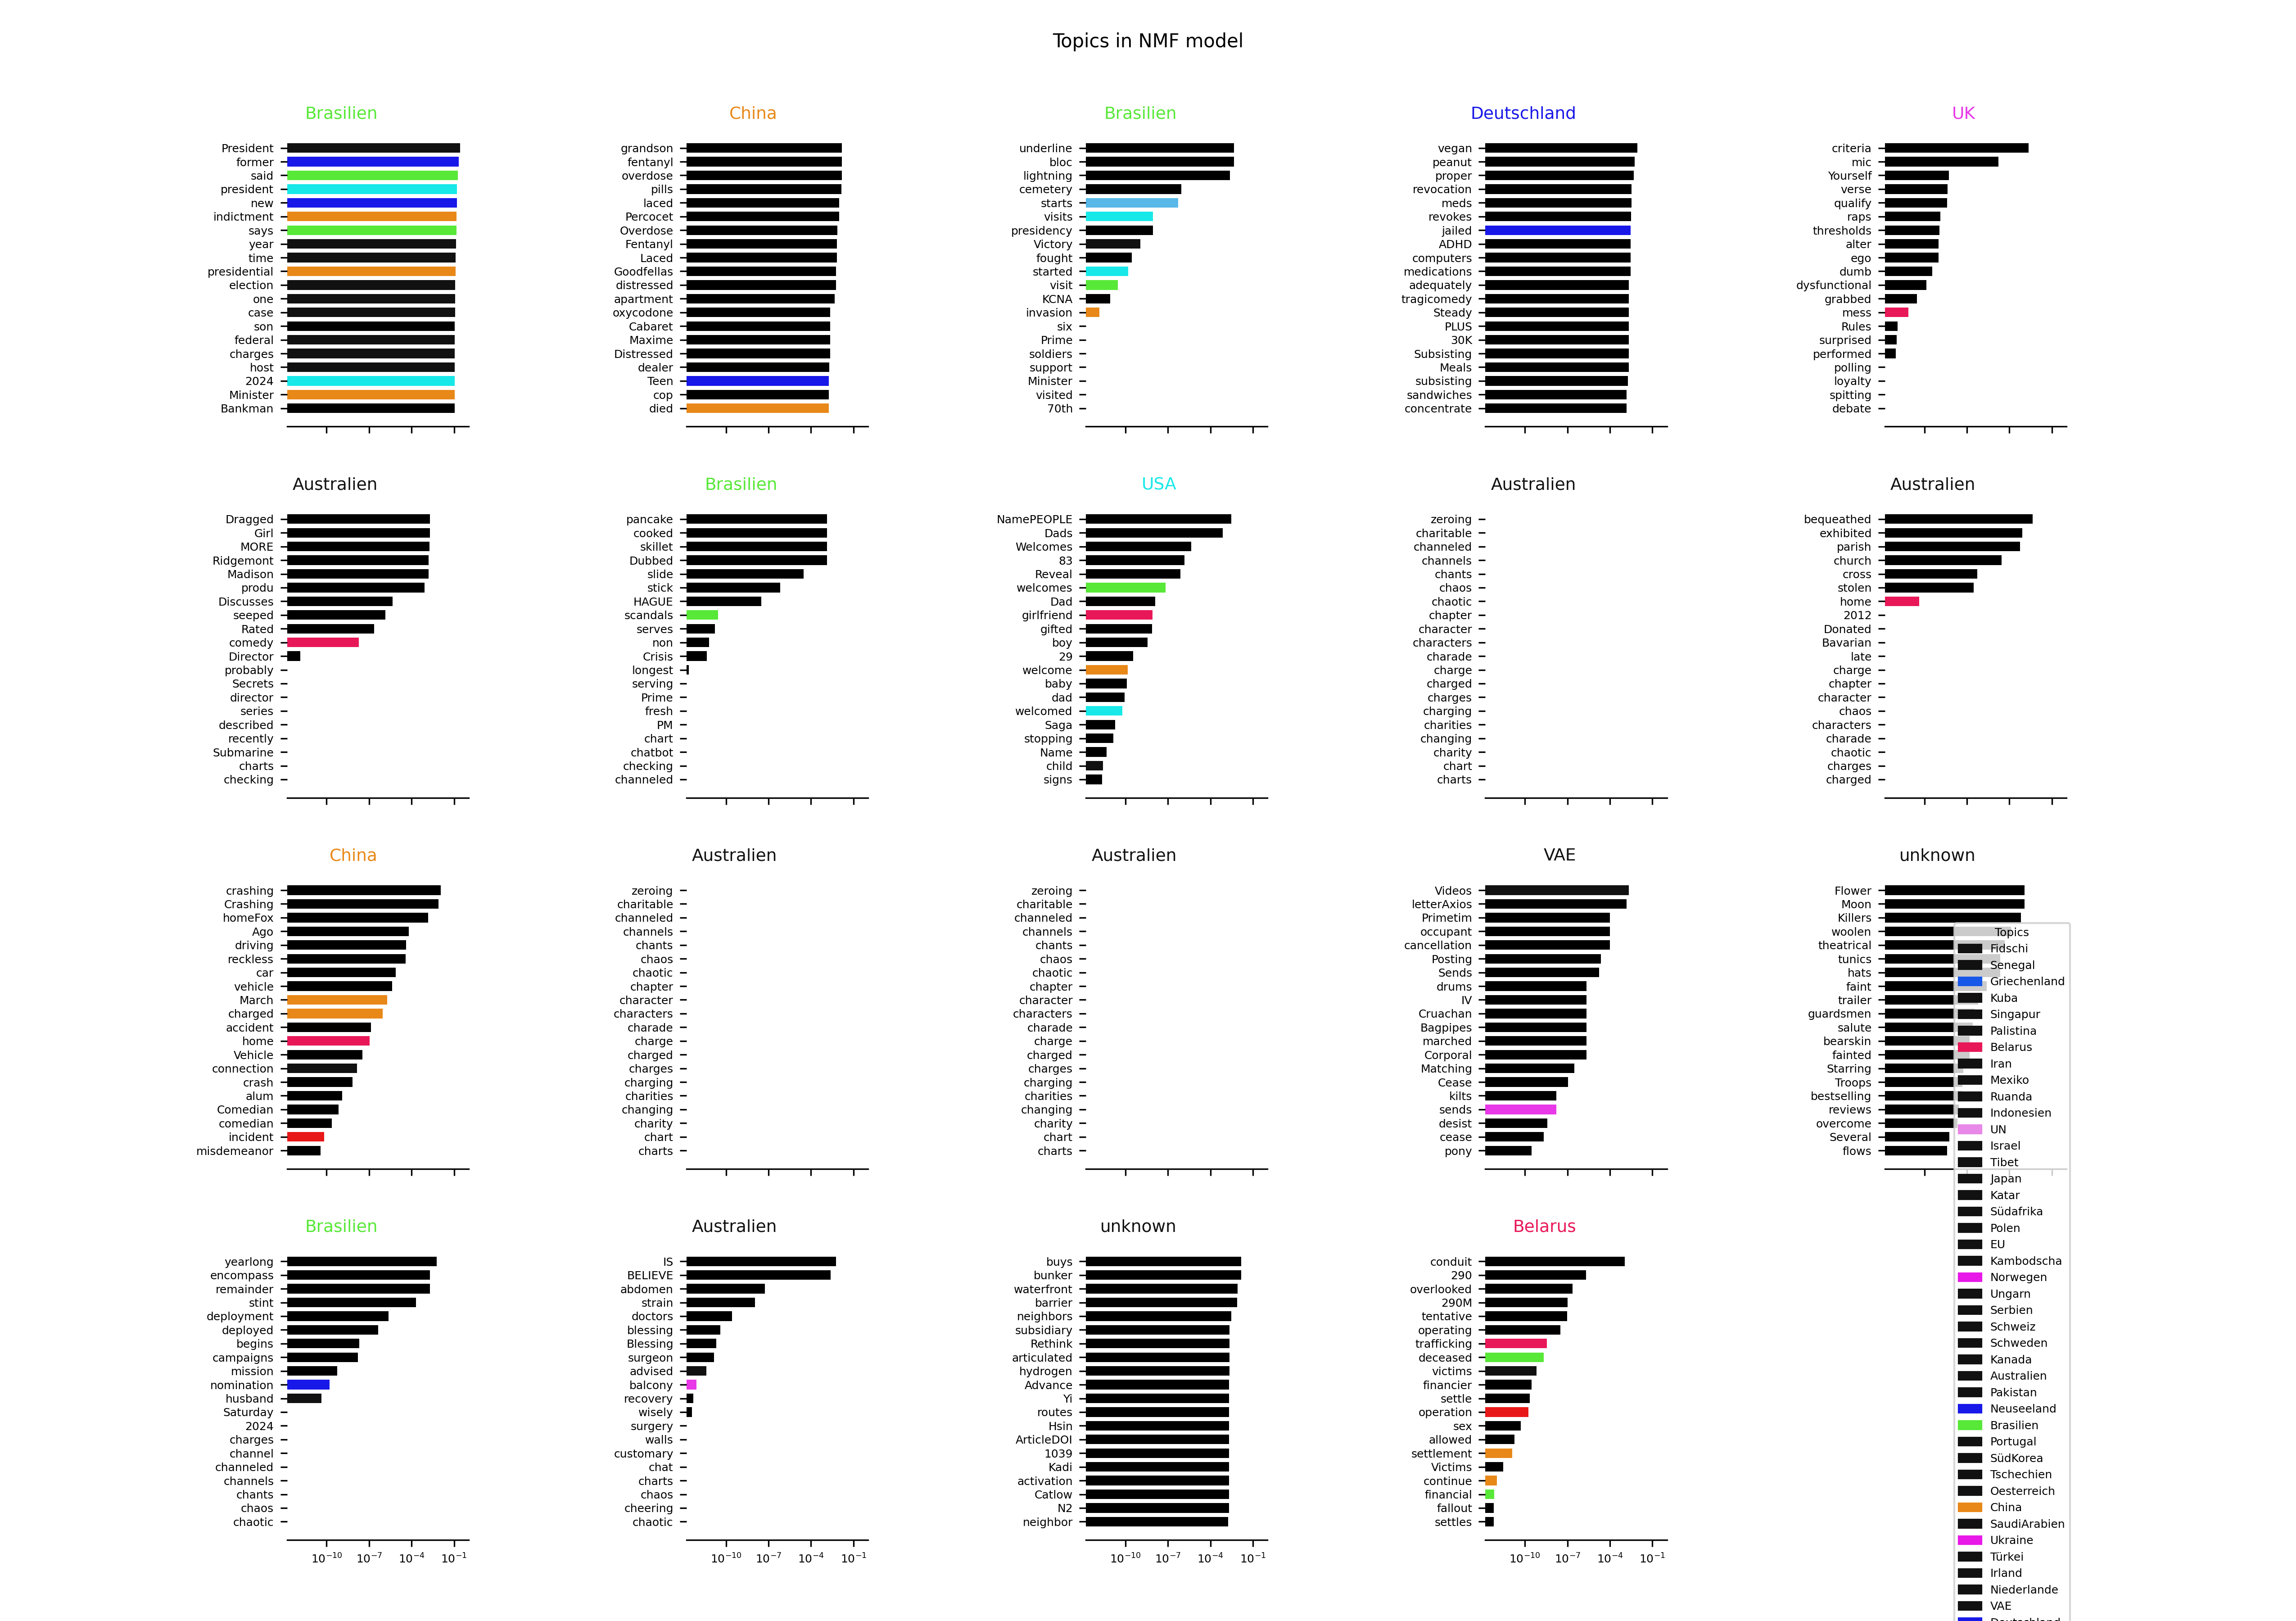 Topics in NMF model
Brasilien
President
former
said
president
new
indictment
says
year
time
presidential
election
one
case
son
federal
charges
host
2024
Minister
Bankman
China
grandson
fentanyl
overdose
pills
laced
Percocet
Overdose
Fentanyl
Laced
Goodfellas
distressed
apartment
oxycodone
Cabaret
Maxime
Distressed
dealer
Teen
cop
died
Brasilien
underline
bloc
lightning
cemetery
starts
visits
presidency
Victory
fought
started
visit
KCNA
invasion
six
Prime
soldiers
support
Minister
visited
70th
Deutschland
vegan
peanut
proper
revocation
meds
revokes
jailed
ADHD
computers
medications
adequately
tragicomedy
Steady
PLUS
30K
Subsisting
Meals
subsisting
sandwiches
concentrate
UK
criteria
mic
Yourself
verse
qualify
raps
thresholds
alter
ego
dumb
dysfunctional
grabbed
mess
Rules
surprised
performed
polling
loyalty
spitting
debate
Australien
Dragged
Girl
MORE
Ridgemont
Madison
produ
Discusses
seeped
Rated
comedy
Director
probably
Secrets
director
series
described
recently
Submarine
charts
checking
Brasilien
pancake
cooked
skillet
Dubbed
slide
stick
HAGUE
scandals
serves
non
Crisis
longest
serving
Prime
fresh
PM
chart
chatbot
checking
channeled
USA
NamePEOPLE
Dads
Welcomes
83
Reveal
welcomes
Dad
girlfriend
gifted
boy
29
welcome
baby
dad
welcomed
Saga
stopping
Name
child
signs
Australien
zeroing
charitable
channeled
channels
chants
chaos
chaotic
chapter
character
characters
charade
charge
charged
charges
charging
charities
changing
charity
chart
charts
Australien
bequeathed
exhibited
parish
church
cross
stolen
home
2012
Donated
Bavarian
late
charge
chapter
character
chaos
characters
charade
chaotic
charges
charged
China
crashing
Crashing
homeFox
Ago
driving
reckless
car
vehicle
March
charged
accident
home
Vehicle
connection
crash
alum
Comedian
comedian
incident
misdemeanor
Australien
zeroing
charitable
channeled
channels
chants
chaos
chaotic
chapter
character
characters
charade
charge
charged
charges
charging
charities
changing
charity
chart
charts
Australien
zeroing
charitable
channeled
channels
chants
chaos
chaotic
chapter
character
characters
charade
charge
charged
charges
charging
charities
changing
charity
chart
charts
VAE
Videos
letterAxios
Primetim
occupant
cancellation
Posting
Sends
drums
IV
Cruachan
Bagpipes
marched
Corporal
Matching
Cease
kilts
sends
desist
cease
pony
unknown
Flower
Moon
Killers
woolen
theatrical
tunics
hats
faint
trailer
guardsmen
salute
bearskin
fainted
Starring
Troops
bestselling
reviews
overcome
Several
flows
Brasilien
yearlong
encompass
remainder
stint
deployment
deployed
begins
campaigns
mission
nomination
husband
Saturday
2024
charges
channel
channeled
channels
chants
chaos
chaotic
10⁻¹⁰ 10⁻⁷ 10⁻⁴ 10⁻¹
Australien
IS
BELIEVE
abdomen
strain
doctors
blessing
Blessing
surgeon
advised
balcony
recovery
wisely
surgery
walls
customary
chat
charts
chaos
cheering
chaotic
10⁻¹⁰ 10⁻⁷ 10⁻⁴ 10⁻¹
unknown
buys
bunker
waterfront
barrier
neighbors
subsidiary
Rethink
articulated
hydrogen
Advance
Yi
routes
Hsin
ArticleDOI
1039
Kadi
activation
Catlow
N2
neighbor
10⁻¹⁰ 10⁻⁷ 10⁻⁴ 10⁻¹
Belarus
conduit
290
overlooked
290M
tentative
operating
trafficking
deceased
victims
financier
settle
operation
sex
allowed
settlement
Victims
continue
financial
fallout
settles
10⁻¹⁰ 10⁻⁷ 10⁻⁴ 10⁻¹
Topics
Fidschi
Senegal
Griechenland
Kuba
Singapur
Palistina
Belarus
Iran
Mexiko
Ruanda
Indonesien
UN
Israel
Tibet
Japan
Katar
Südafrika
Polen
EU
Kambodscha
Norwegen
Ungarn
Serbien
Schweiz
Schweden
Kanada
Australien
Pakistan
Neuseeland
Brasilien
Portugal
SüdKorea
Tschechien
Oesterreich
China
SaudiArabien
Ukraine
Türkei
Irland
Niederlande
VAE